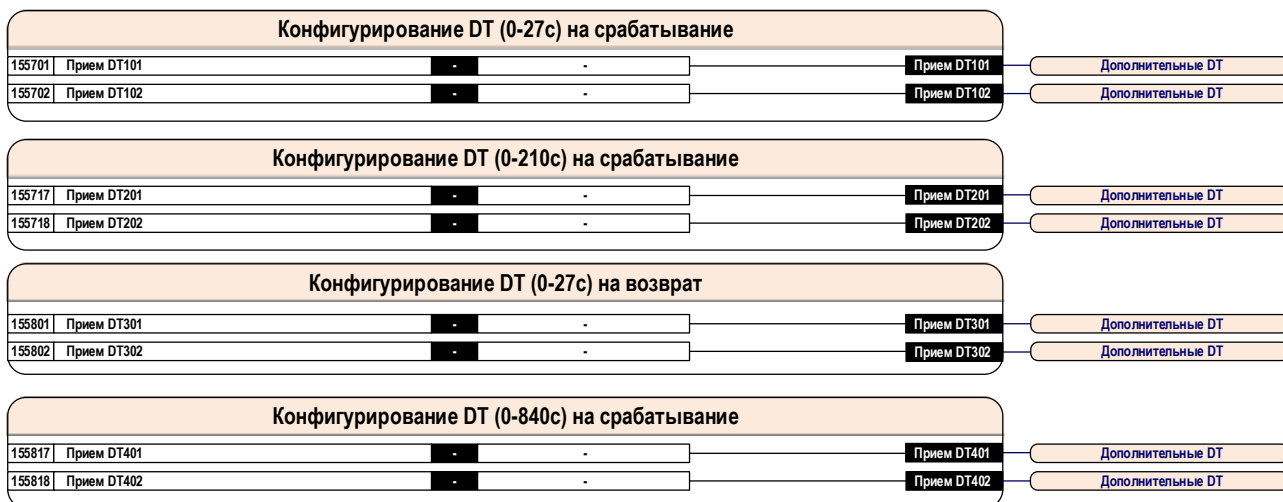 Конфигурирование DT (0-27с) на срабатывание
155701 Прием DT101 - - Прием DT101 Дополнительные DT
155702 Прием DT102 - - Прием DT102 Дополнительные DT
Конфигурирование DT (0-210с) на срабатывание
155717 Прием DT201 - - Прием DT201 Дополнительные DT
155718 Прием DT202 - - Прием DT202 Дополнительные DT
Конфигурирование DT (0-27с) на возврат
155801 Прием DT301 - - Прием DT301 Дополнительные DT
155802 Прием DT302 - - Прием DT302 Дополнительные DT
Конфигурирование DT (0-840с) на срабатывание
155817 Прием DT401 - - Прием DT401 Дополнительные DT
155818 Прием DT402 - - Прием DT402 Дополнительные DT